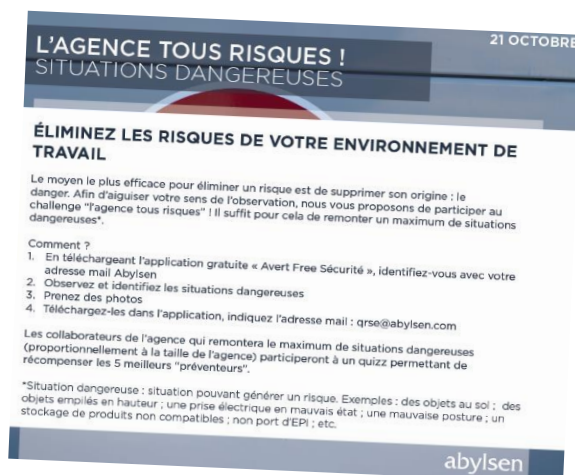 21 OCTOBRE
L'AGENCE TOUS RISQUES !
SITUATIONS DANGEREUSES
ÉLIMINEZ LES RISQUES DE VOTRE ENVIRONNEMENT DE
TRAVAIL
Le moyen le plus efficace pour éliminer un risque est de supprimer son origine : le
danger. Afin d'aiguiser votre sens de l'observation, nous vous proposons de participer au
challenge "l'agence tous risques" ! Il suffit pour cela de remonter un maximum de situations
dangereuses*.
Comment ?
1. En téléchargeant l'application gratuite « Avert Free Sécurité », identifiez-vous avec votre
adresse mail Abylsen
2. Observez et identifiez les situations dangereuses
3. Prenez des photos
4. Téléchargez-les dans l'application, indiquez l'adresse mail : qrse@abylsen.com
Les collaborateurs de l'agence qui remontera le maximum de situations dangereuses
(proportionnellement à la taille de l'agence) participeront à un quizz permettant de
récompenser les 5 meilleurs "préventeurs".
*Situation dangereuse : situation pouvant générer un risque. Exemples : des objets au sol ; des
objets empilés en hauteur ; une prise électrique en mauvais état ; une mauvaise posture ; un
stockage de produits non compatibles ; non port d'EPI ; etc.
abylsen